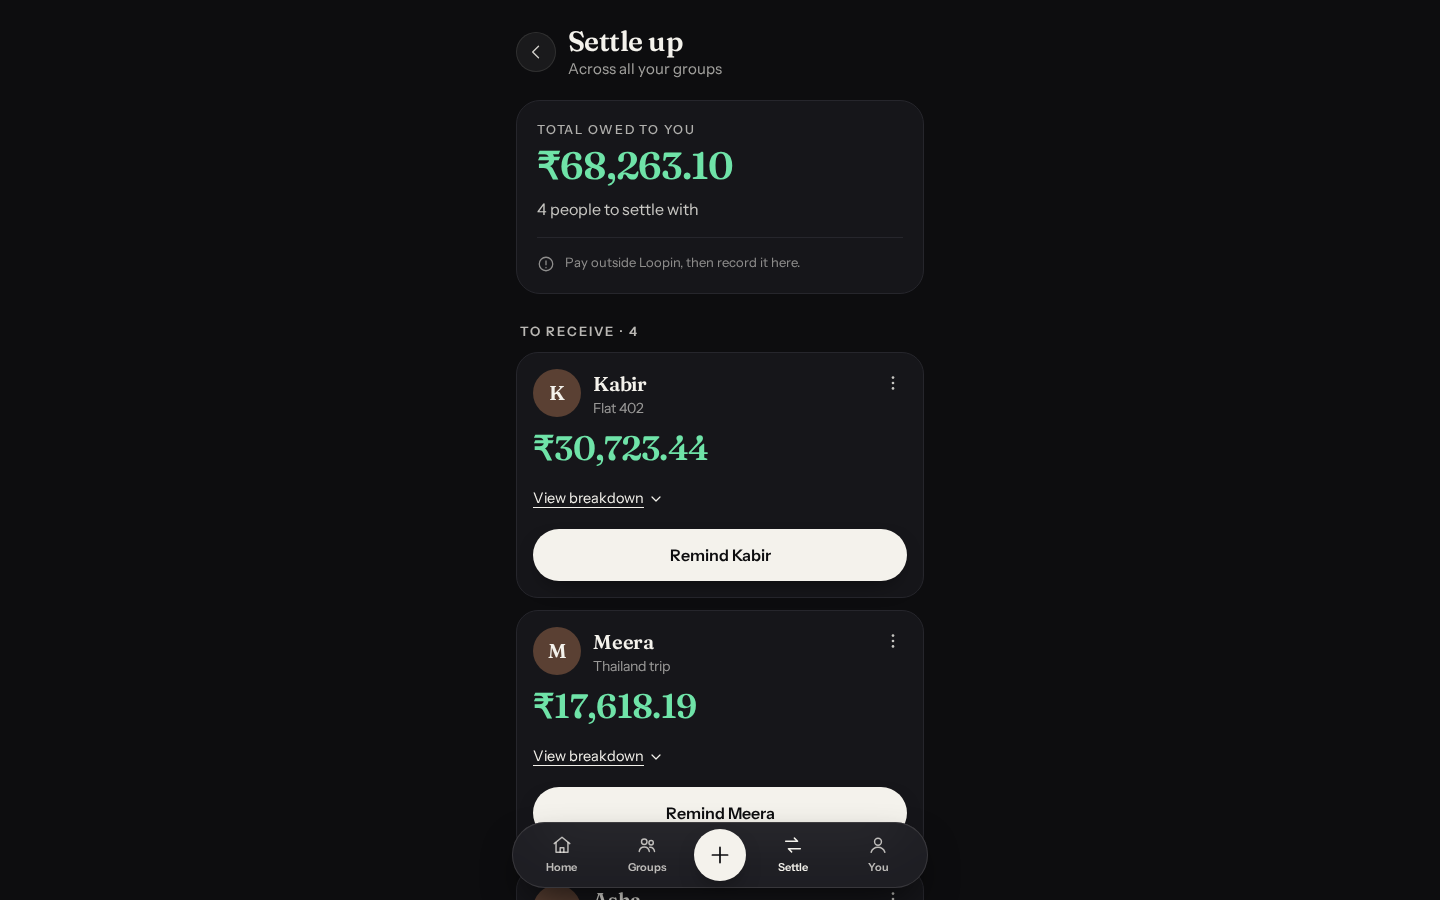 Settle up
Across all your groups
TOTAL OWED TO YOU
₹68,263.10
4 people to settle with
Pay outside Loopin, then record it here.
TO RECEIVE · 4
K
Kabir
Flat 402
₹30,723.44
View breakdown
Remind Kabir
M
Meera
Thailand trip
₹17,618.19
View breakdown
Remind Meera
Home
Groups
Settle
You